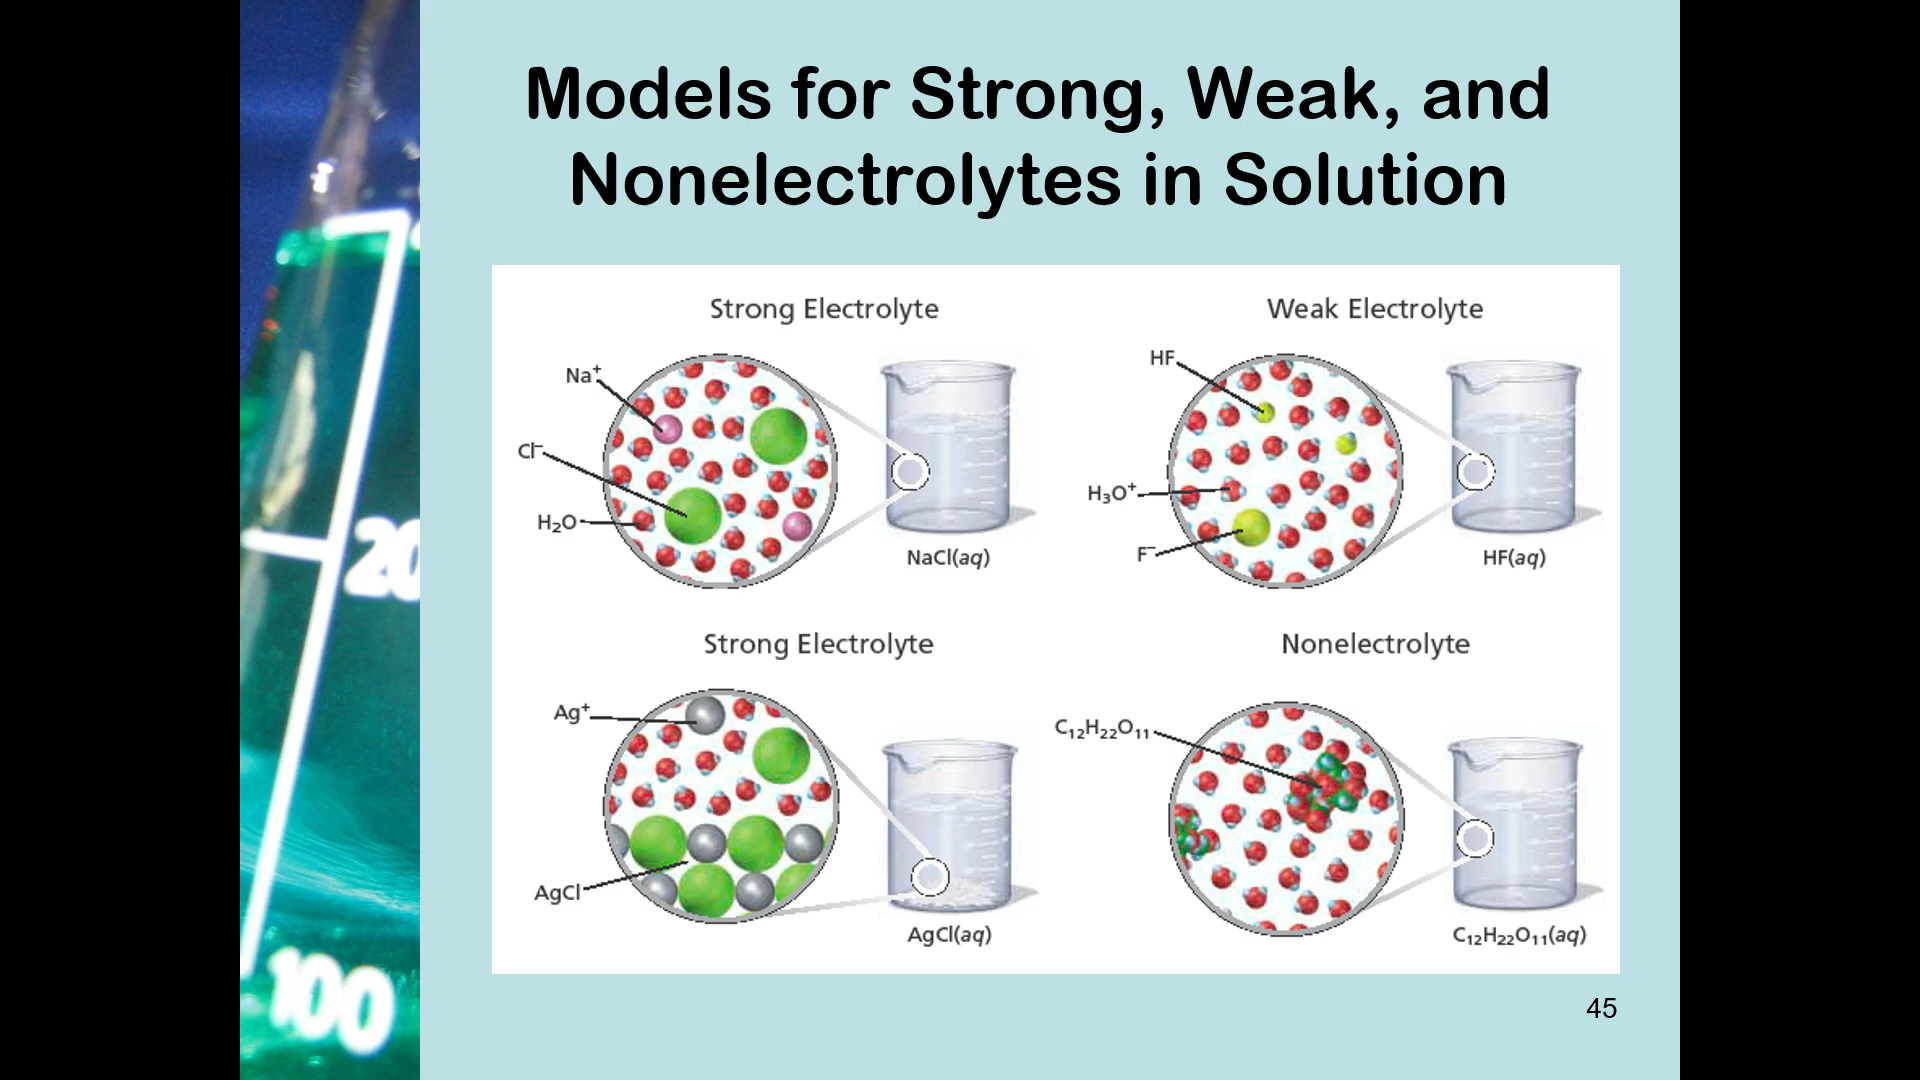 Models for Strong, Weak, and
Nonelectrolytes in Solution
Strong Electrolyte
Na⁺
Cl⁻
H₂O
NaCl(aq)
Weak Electrolyte
HF
H₃O⁺
F⁻
HF(aq)
Strong Electrolyte
Ag⁺
AgCl
AgCl(aq)
Nonelectrolyte
C₁₂H₂₂O₁₁
C₁₂H₂₂O₁₁(aq)
20
100
45